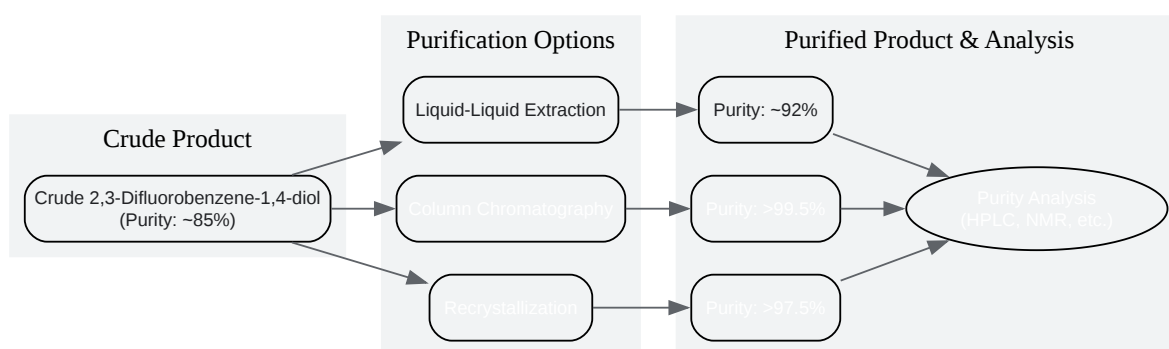 Purification Options
Purified Product & Analysis
Crude Product
Liquid-Liquid Extraction
Purity: ~92%
Crude 2,3-Difluorobenzene-1,4-diol
(Purity: ~85%)
Column Chromatography
Purity: >99.5%
Purity Analysis
(HPLC, NMR, etc.)
Recrystallization
Purity: >97.5%